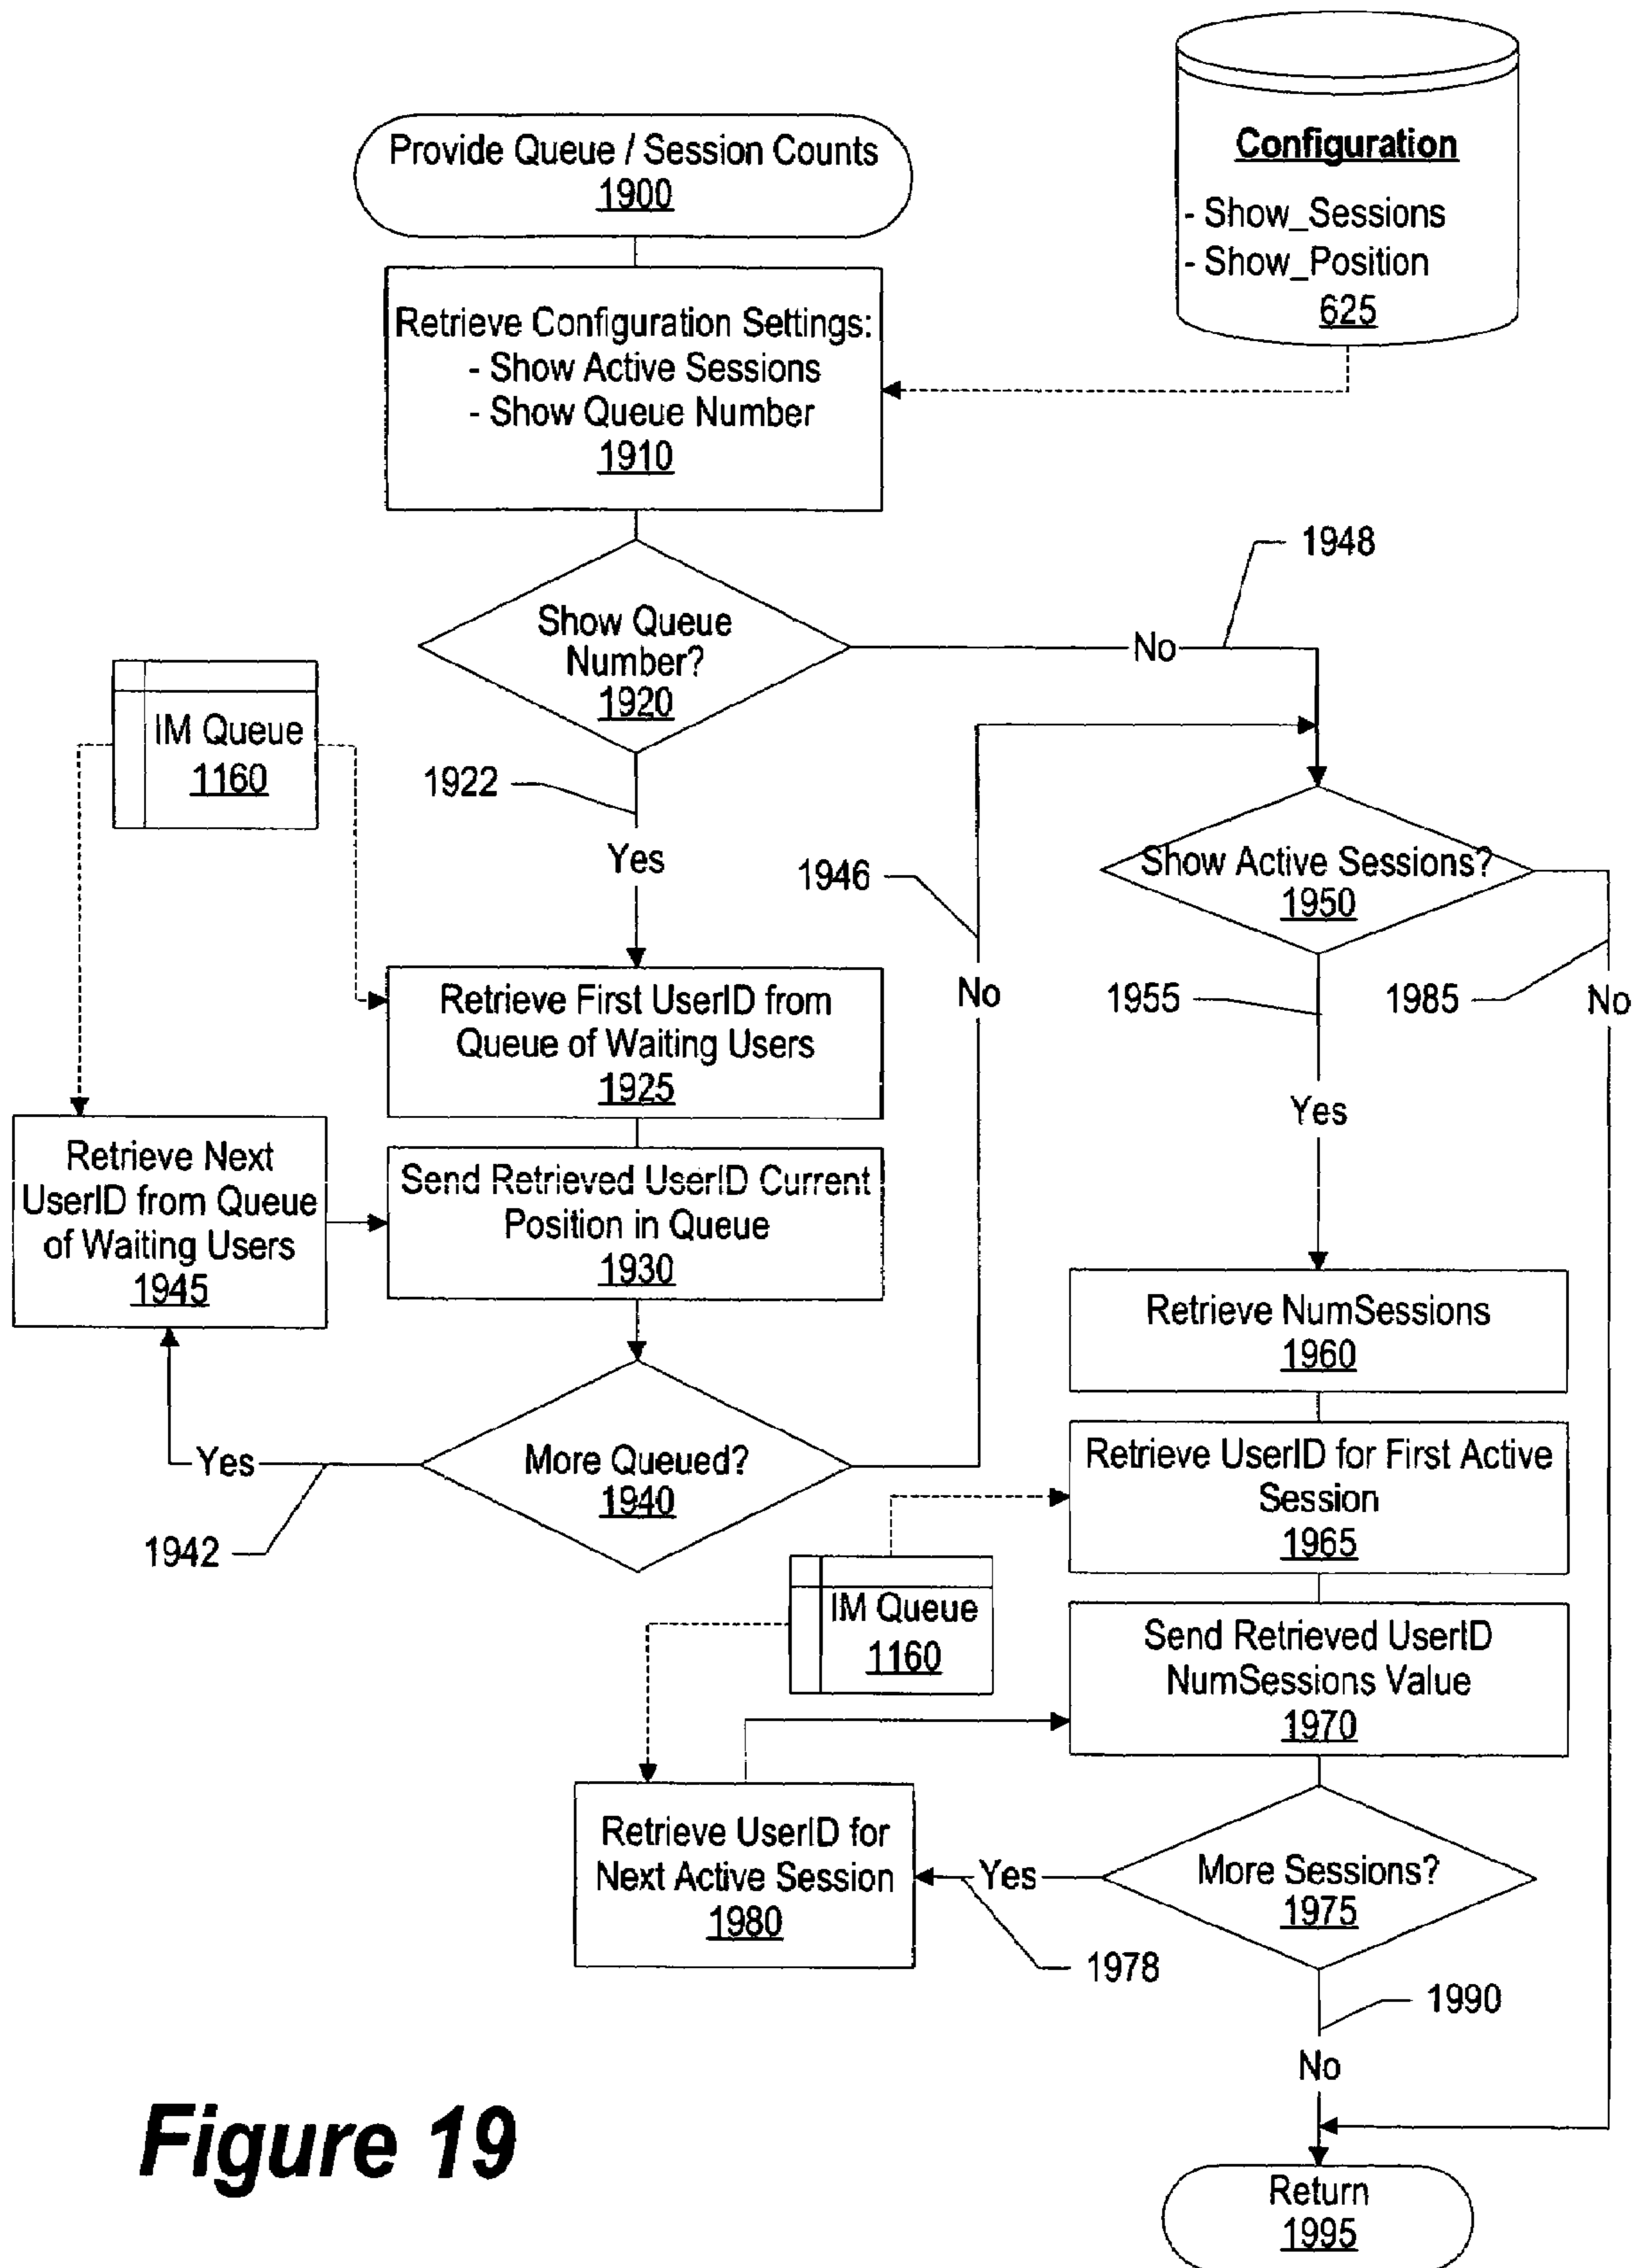 Provide Queue / Session Counts
1900
Configuration
- Show_Sessions
- Show_Position
625
Retrieve Configuration Settings:
- Show Active Sessions
- Show Queue Number
1910
1948
Show Queue
Number?
1920
No
IM Queue
1160
1922
Yes
1946
No
Show Active Sessions?
1950
1955
1985
No
Yes
Retrieve First UserID from
Queue of Waiting Users
1925
Retrieve Next
UserID from Queue
of Waiting Users
1945
Send Retrieved UserID Current
Position in Queue
1930
Retrieve NumSessions
1960
Yes
More Queued?
1940
1942
Retrieve UserID for First Active
Session
1965
IM Queue
1160
Send Retrieved UserID
NumSessions Value
1970
Retrieve UserID for
Next Active Session
1980
Yes
More Sessions?
1975
1978
1990
No
Return
1995
Figure 19